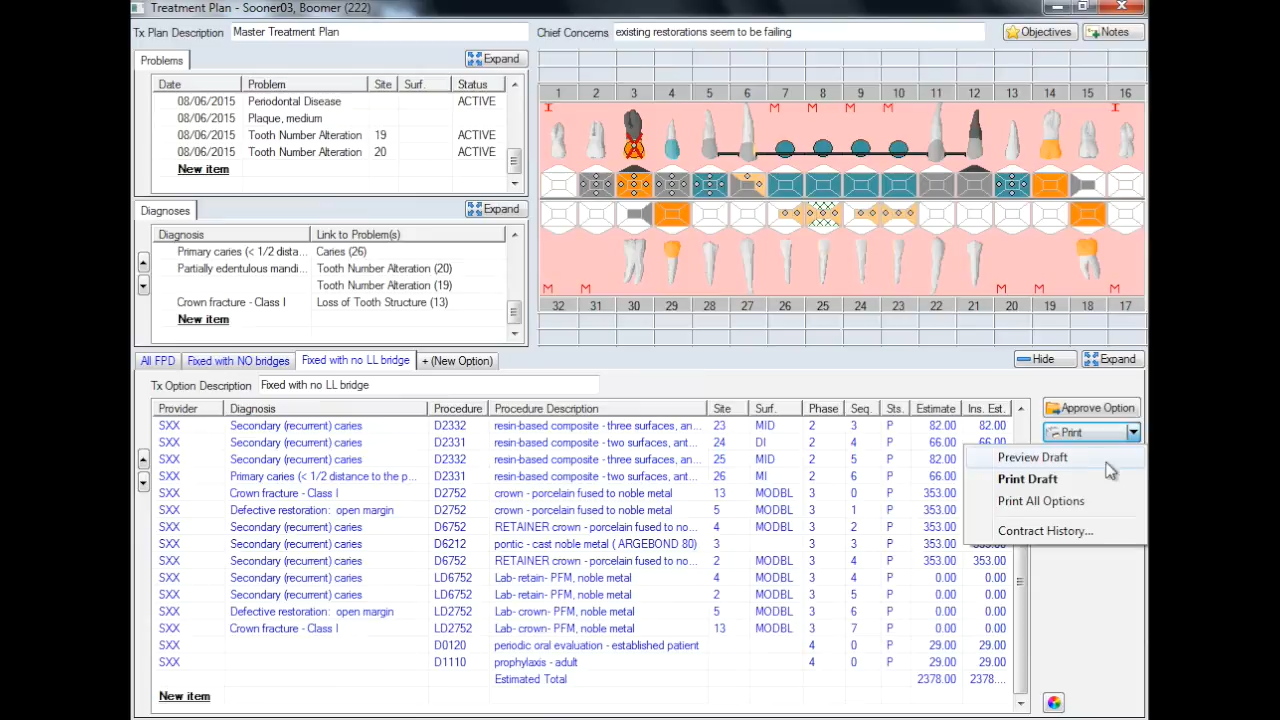 Treatment Plan - Sooner03, Boomer (222)
Tx Plan Description Master Treatment Plan Chief Concerns existing restorations seem to be failing Objectives Notes
Problems Expand
Date Problem Site Surf. Status
08/06/2015 Periodontal Disease ACTIVE
08/06/2015 Plaque, medium
08/06/2015 Tooth Number Alteration 19 ACTIVE
08/06/2015 Tooth Number Alteration 20 ACTIVE
New item
1 2 3 4 5 6 7 8 9 10 11 12 13 14 15 16
I M M M M I
Diagnoses Expand
Diagnosis Link to Problem(s)
Primary caries (< 1/2 dista... Caries (26)
Partially edentulous mandi... Tooth Number Alteration (20)
Tooth Number Alteration (19)
Crown fracture - Class I Loss of Tooth Structure (13)
New item
M M M M M
32 31 30 29 28 27 26 25 24 23 22 21 20 19 18 17
All FPD Fixed with NO bridges Fixed with no LL bridge + (New Option) Hide Expand
Tx Option Description Fixed with no LL bridge
Provider Diagnosis Procedure Procedure Description Site Surf. Phase Seq. Sts. Estimate Ins. Est.
SXX Secondary (recurrent) caries D2332 resin-based composite - three surfaces, an... 23 MID 2 3 P 82.00 82.00
SXX Secondary (recurrent) caries D2331 resin-based composite - two surfaces, ant... 24 DI 2 4 P 66.00 66.00
SXX Secondary (recurrent) caries D2332 resin-based composite - three surfaces, an... 25 MID 2 5 P 82.00
SXX Primary caries (< 1/2 distance to the p... D2331 resin-based composite - two surfaces, ant... 26 MI 2 6 P 66.00
SXX Crown fracture - Class I D2752 crown - porcelain fused to noble metal 13 MODBL 3 0 P 353.00
SXX Defective restoration: open margin D2752 crown - porcelain fused to noble metal 5 MODBL 3 1 P 353.00
SXX Secondary (recurrent) caries D6752 RETAINER crown - porcelain fused to no... 4 MODBL 3 2 P 353.00
SXX Secondary (recurrent) caries D6212 pontic - cast noble metal ( ARGEBOND 80) 3 3 3 P 353.00 353.00
SXX Secondary (recurrent) caries D6752 RETAINER crown - porcelain fused to no... 2 MODBL 3 4 P 353.00 353.00
SXX Secondary (recurrent) caries LD6752 Lab- retain- PFM, noble metal 4 MODBL 3 4 P 0.00 0.00
SXX Secondary (recurrent) caries LD6752 Lab- retain- PFM, noble metal 2 MODBL 3 5 P 0.00 0.00
SXX Defective restoration: open margin LD2752 Lab- crown- PFM, noble metal 5 MODBL 3 6 P 0.00 0.00
SXX Crown fracture - Class I LD2752 Lab- crown- PFM, noble metal 13 MODBL 3 7 P 0.00 0.00
SXX D0120 periodic oral evaluation - established patient 4 0 P 29.00 29.00
SXX D1110 prophylaxis - adult 4 0 P 29.00 29.00
Estimated Total 2378.00 2378....
New item
Approve Option
Print
Preview Draft
Print Draft
Print All Options
Contract History...